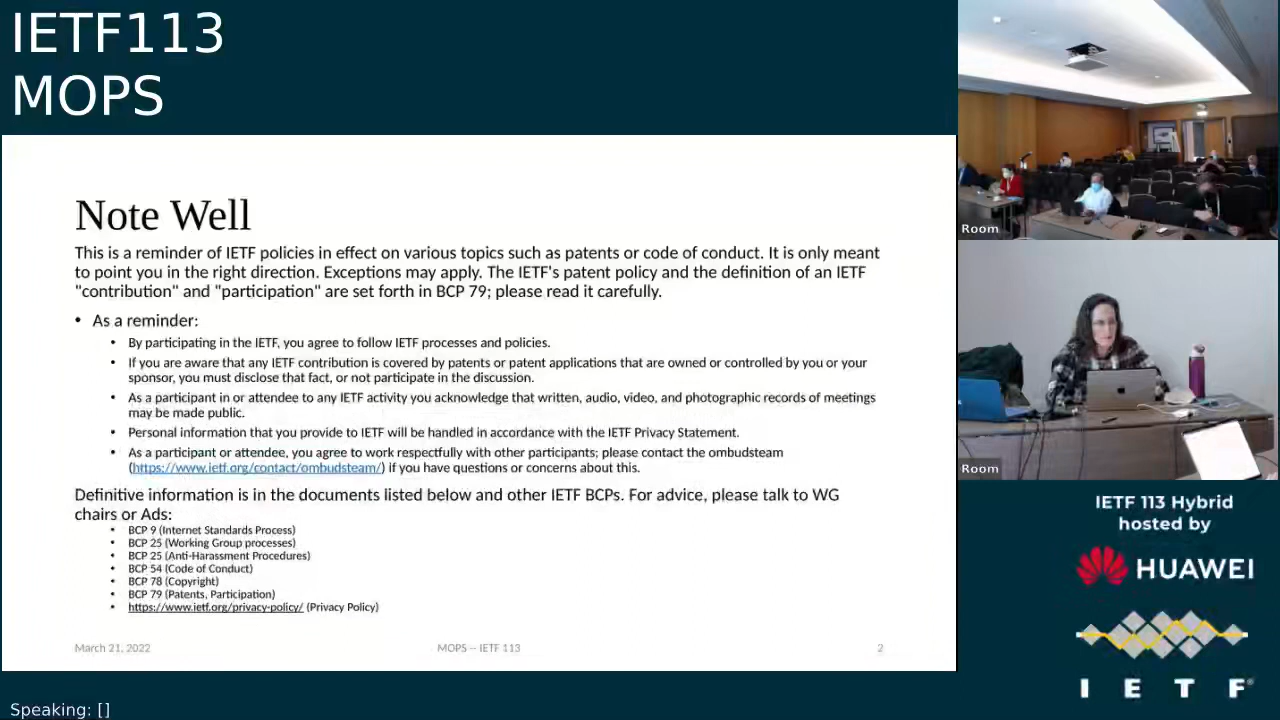 IETF113
MOPS
Note Well
This is a reminder of IETF policies in effect on various topics such as patents or code of conduct. It is only meant
to point you in the right direction. Exceptions may apply. The IETF's patent policy and the definition of an IETF
"contribution" and "participation" are set forth in BCP 79; please read it carefully.
• As a reminder:
• By participating in the IETF, you agree to follow IETF processes and policies.
• If you are aware that any IETF contribution is covered by patents or patent applications that are owned or controlled by you or your
sponsor, you must disclose that fact, or not participate in the discussion.
• As a participant in or attendee to any IETF activity you acknowledge that written, audio, video, and photographic records of meetings
may be made public.
• Personal information that you provide to IETF will be handled in accordance with the IETF Privacy Statement.
• As a participant or attendee, you agree to work respectfully with other participants; please contact the ombudsteam
(https://www.ietf.org/contact/ombudsteam/) if you have questions or concerns about this.
Definitive information is in the documents listed below and other IETF BCPs. For advice, please talk to WG
chairs or Ads:
• BCP 9 (Internet Standards Process)
• BCP 25 (Working Group processes)
• BCP 25 (Anti-Harassment Procedures)
• BCP 54 (Code of Conduct)
• BCP 78 (Copyright)
• BCP 79 (Patents, Participation)
• https://www.ietf.org/privacy-policy/ (Privacy Policy)
March 21, 2022
MOPS -- IETF 113
2
Speaking: []
Room
Room
IETF 113 Hybrid
hosted by
HUAWEI
I E T F®